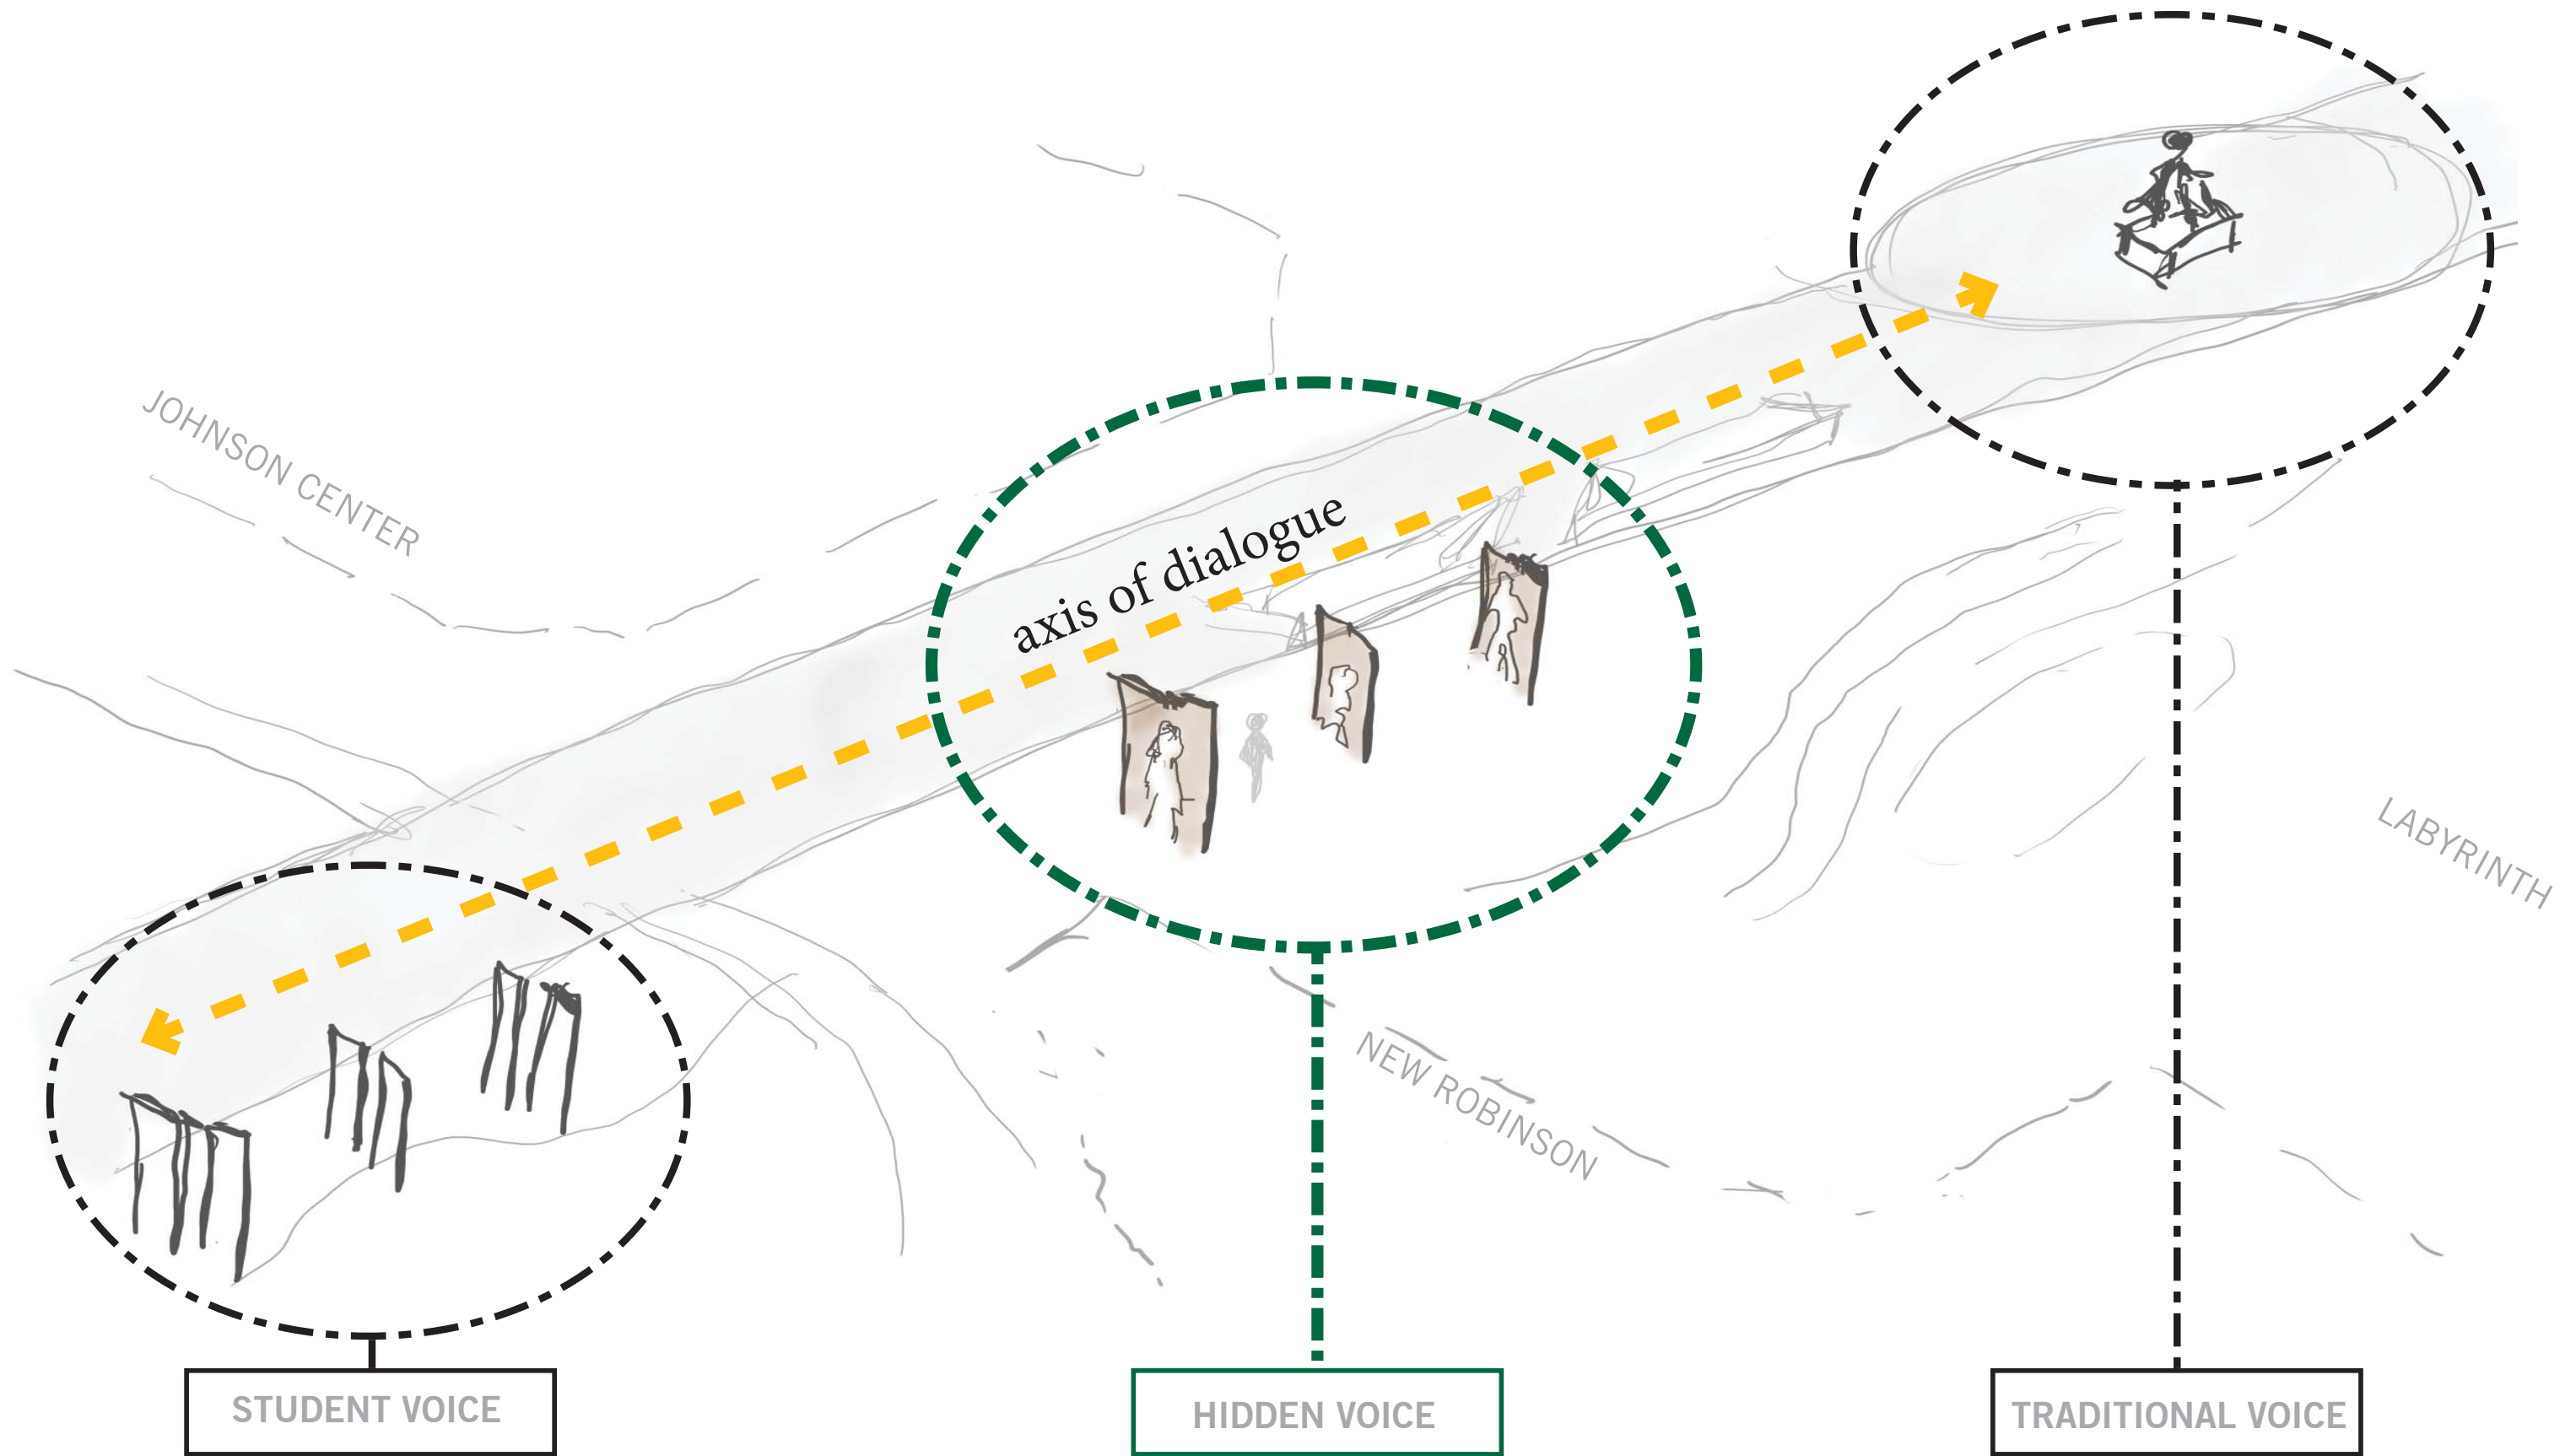 JOHNSON CENTER
axis of dialogue
LABYRINTH
NEW ROBINSON
STUDENT VOICE
HIDDEN VOICE
TRADITIONAL VOICE